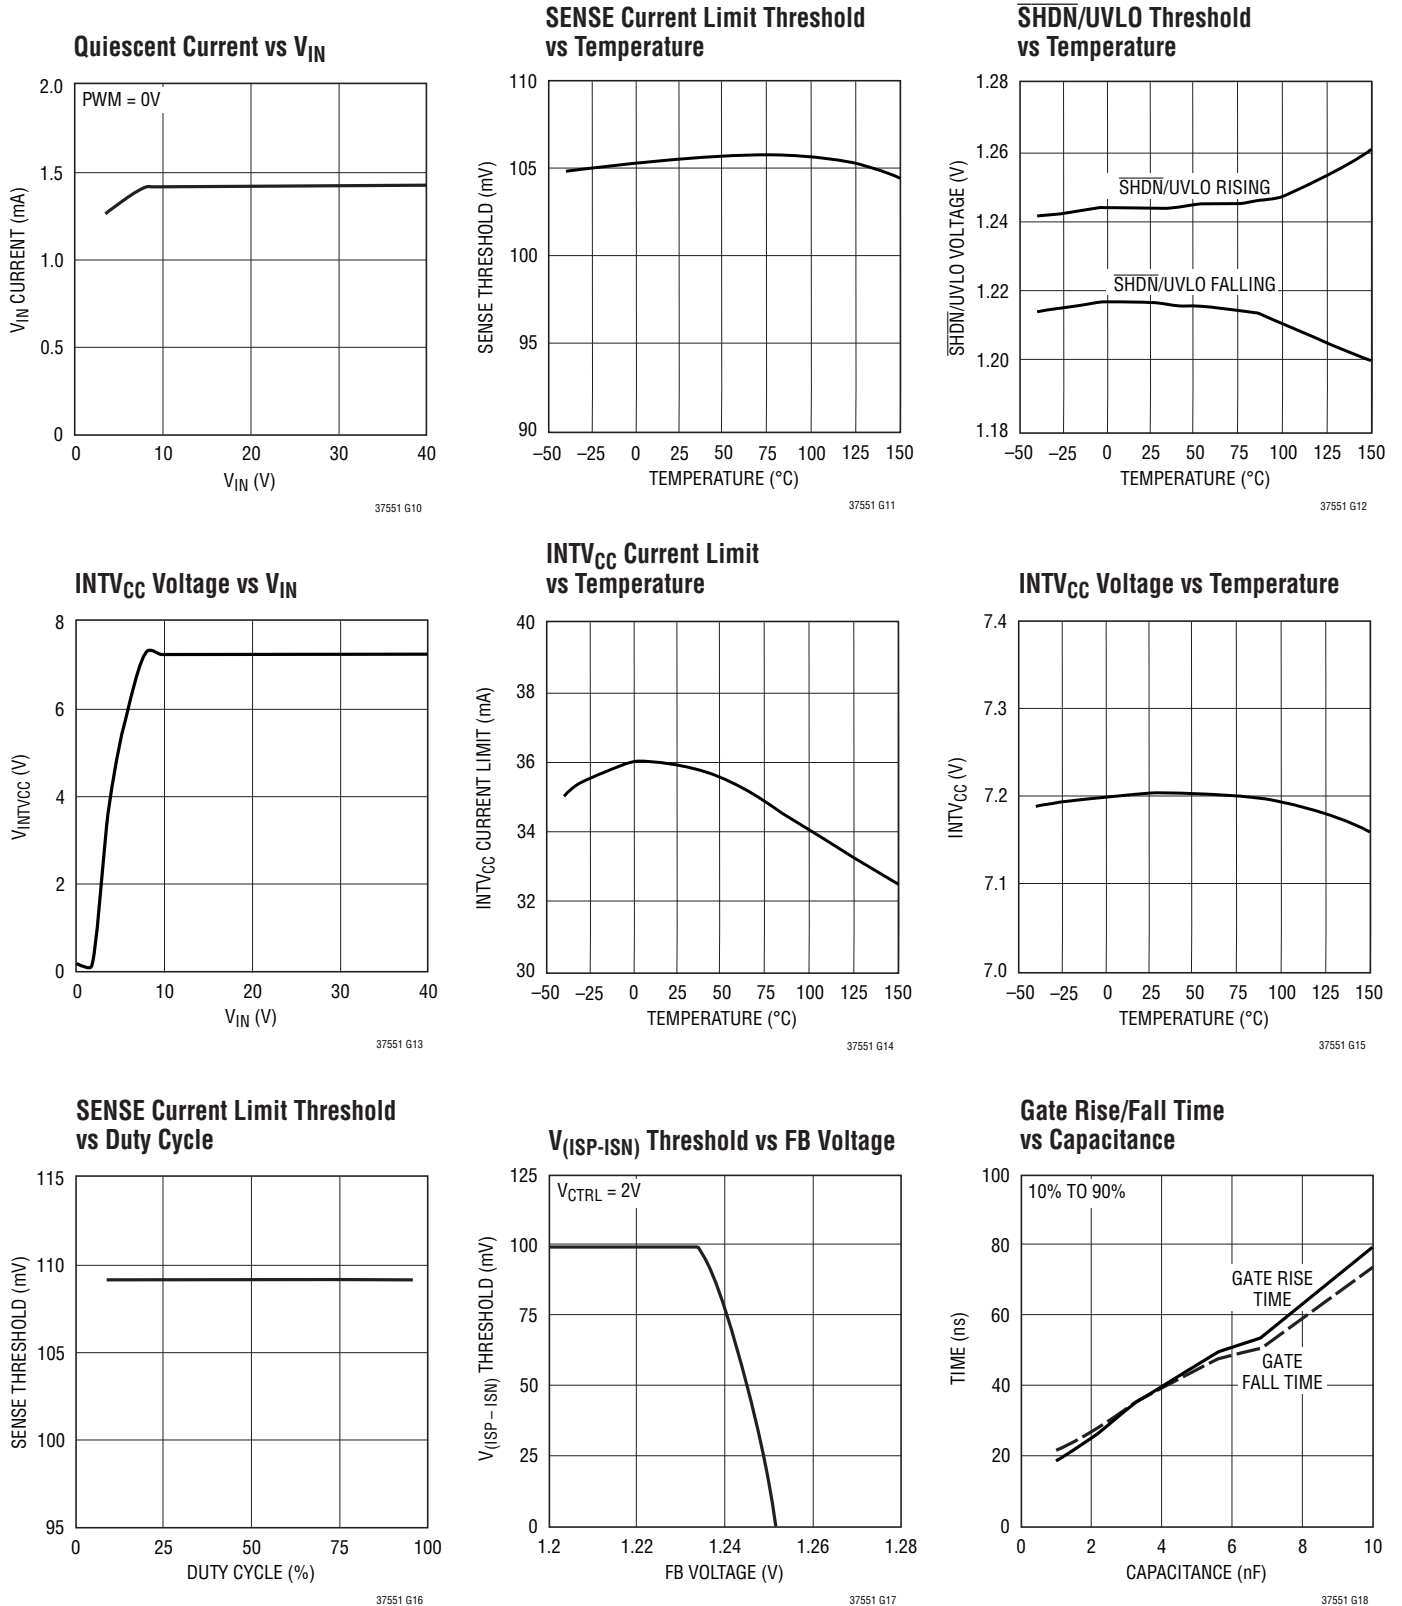 Quiescent Current vs VIN
2.0
PWM = 0V
1.5
1.0
0.5
0
VIN CURRENT (mA)
0 10 20 30 40
VIN (V)
37551 G10
SENSE Current Limit Threshold
vs Temperature
110
105
100
95
90
SENSE THRESHOLD (mV)
–50 –25 0 25 50 75 100 125 150
TEMPERATURE (°C)
37551 G11
SHDN/UVLO Threshold
vs Temperature
1.28
1.26
1.24
1.22
1.20
1.18
SHDN/UVLO VOLTAGE (V)
SHDN/UVLO RISING
SHDN/UVLO FALLING
–50 –25 0 25 50 75 100 125 150
TEMPERATURE (°C)
37551 G12
INTVCC Voltage vs VIN
8
6
4
2
0
VINTVCC (V)
0 10 20 30 40
VIN (V)
37551 G13
INTVCC Current Limit
vs Temperature
40
38
36
34
32
30
INTVCC CURRENT LIMIT (mA)
–50 –25 0 25 50 75 100 125 150
TEMPERATURE (°C)
37551 G14
INTVCC Voltage vs Temperature
7.4
7.3
7.2
7.1
7.0
INTVCC (V)
–50 –25 0 25 50 75 100 125 150
TEMPERATURE (°C)
37551 G15
SENSE Current Limit Threshold
vs Duty Cycle
115
110
105
100
95
SENSE THRESHOLD (mV)
0 25 50 75 100
DUTY CYCLE (%)
37551 G16
V(ISP-ISN) Threshold vs FB Voltage
125
VCTRL = 2V
100
75
50
25
0
V(ISP – ISN) THRESHOLD (mV)
1.2 1.22 1.24 1.26 1.28
FB VOLTAGE (V)
37551 G17
Gate Rise/Fall Time
vs Capacitance
100
10% TO 90%
80
60
40
20
0
TIME (ns)
GATE RISE
TIME
GATE
FALL TIME
0 2 4 6 8 10
CAPACITANCE (nF)
37551 G18